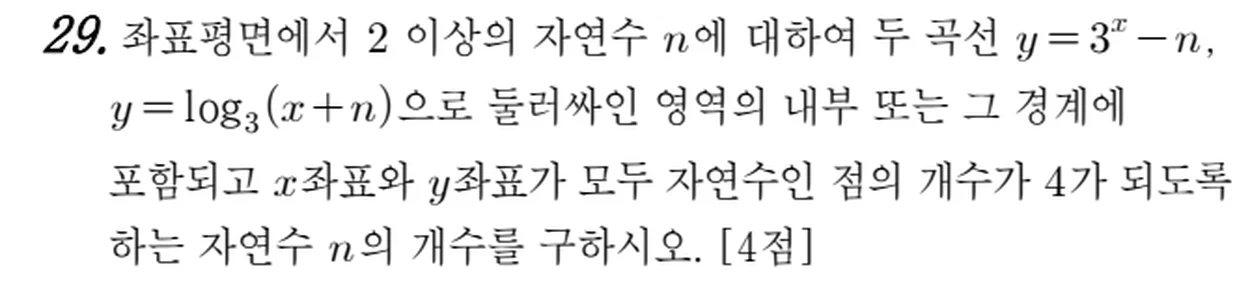 29. 좌표평면에서 2 이상의 자연수 n에 대하여 두 곡선 y=3ˣ-n,
y=log₃(x+n)으로 둘러싸인 영역의 내부 또는 그 경계에
포함되고 x좌표와 y좌표가 모두 자연수인 점의 개수가 4가 되도록
하는 자연수 n의 개수를 구하시오. [4점]